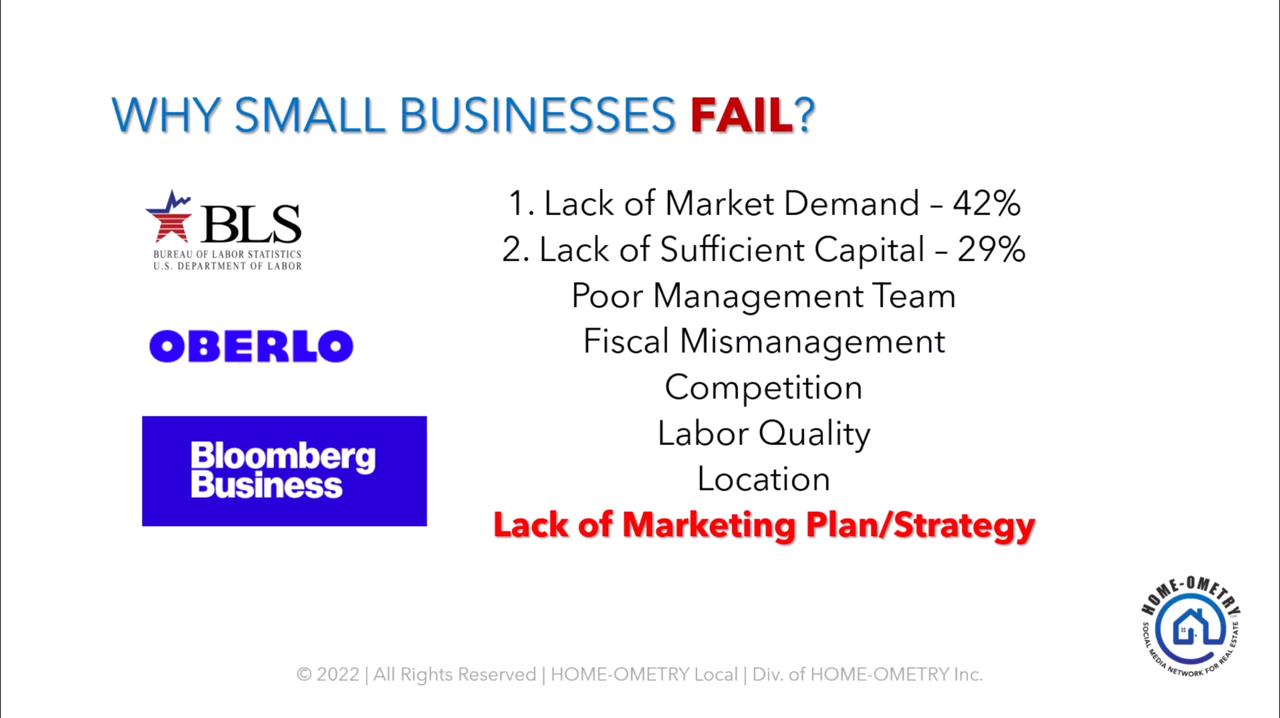 WHY SMALL BUSINESSES FAIL?
BLS
BUREAU OF LABOR STATISTICS
U.S. DEPARTMENT OF LABOR
OBERLO
Bloomberg
Business
1. Lack of Market Demand – 42%
2. Lack of Sufficient Capital – 29%
Poor Management Team
Fiscal Mismanagement
Competition
Labor Quality
Location
Lack of Marketing Plan/Strategy
HOME-OMETRY
SOCIAL MEDIA NETWORK FOR REAL ESTATE
© 2022 | All Rights Reserved | HOME-OMETRY Local | Div. of HOME-OMETRY Inc.